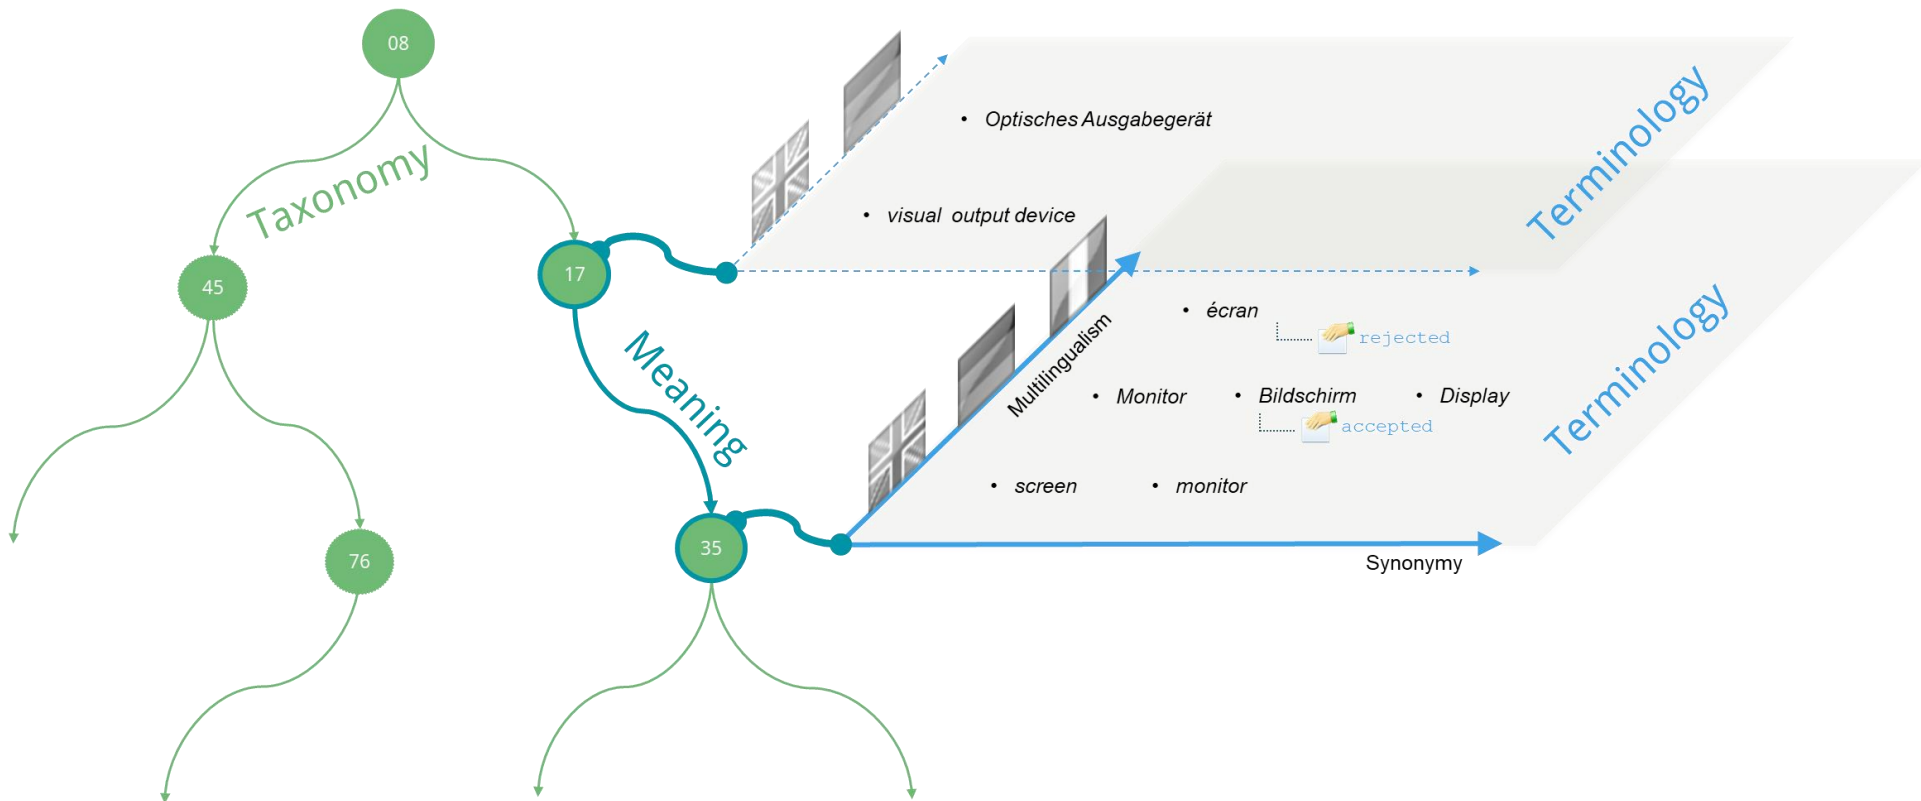 08
Taxonomy
45
17
76
Meaning
35
• Optisches Ausgabegerät
• visual output device
Terminology
Multilingualism
• écran
rejected
• Monitor • Bildschirm • Display
accepted
• screen • monitor
Terminology
Synonymy